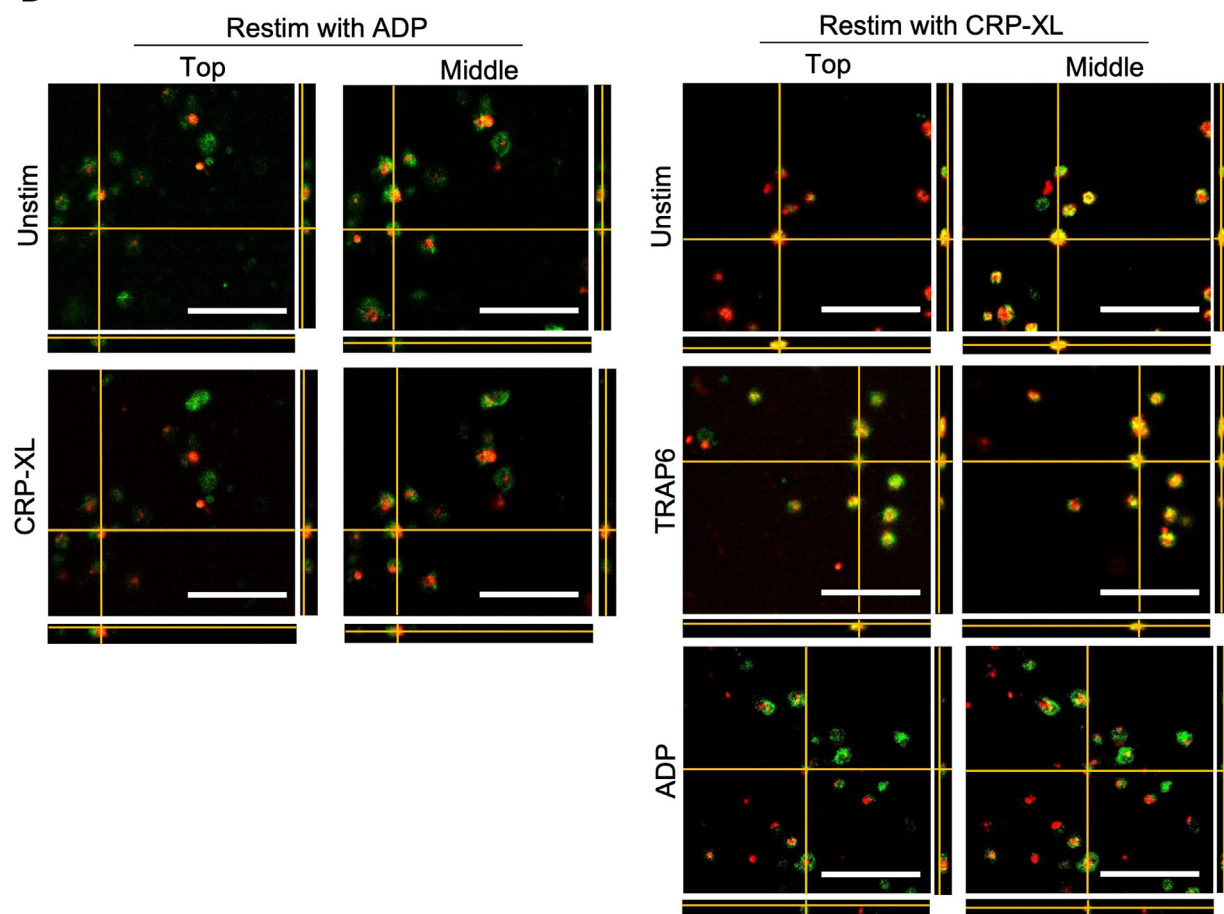 Restim with ADP
Top Middle
Unstim
CRP-XL
Restim with CRP-XL
Top Middle
Unstim
TRAP6
ADP